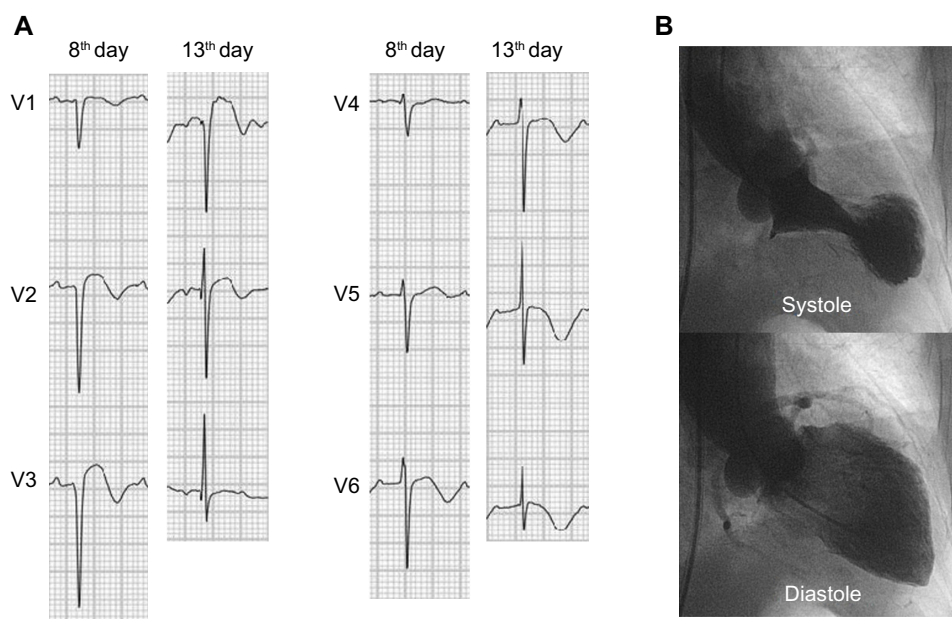 A
B
8th day 13th day 8th day 13th day
V1
V4
V2
V5
V3
V6
Systole
Diastole